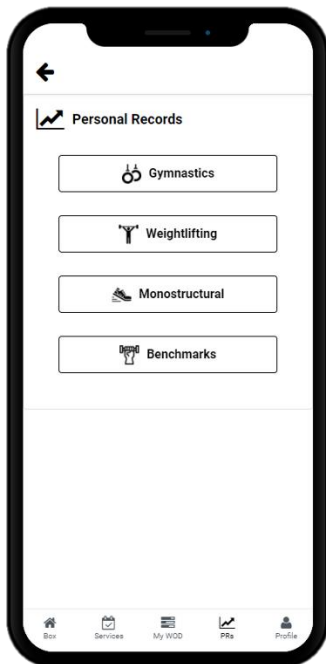 Personal Records
Gymnastics
Weightlifting
Monostructural
Benchmarks
Box Services My WOD PRs Profile